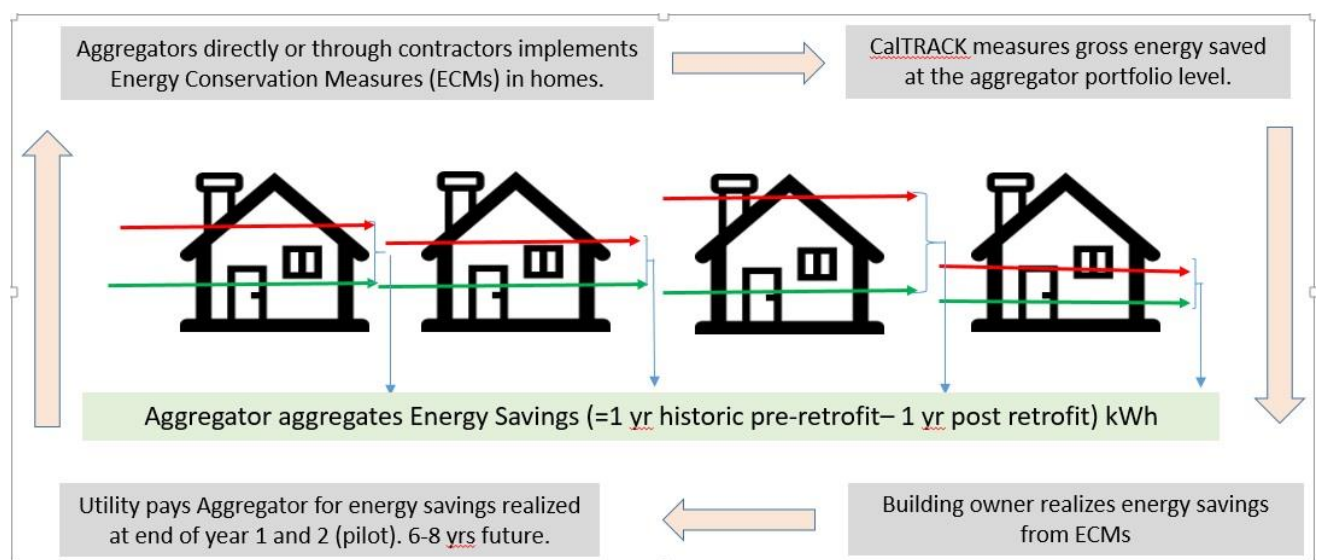 Aggregators directly or through contractors implements
Energy Conservation Measures (ECMs) in homes.
CalTRACK measures gross energy saved
at the aggregator portfolio level.
Aggregator aggregates Energy Savings (=1 yr historic pre-retrofit– 1 yr post retrofit) kWh
Utility pays Aggregator for energy savings realized
at end of year 1 and 2 (pilot). 6-8 yrs future.
Building owner realizes energy savings
from ECMs